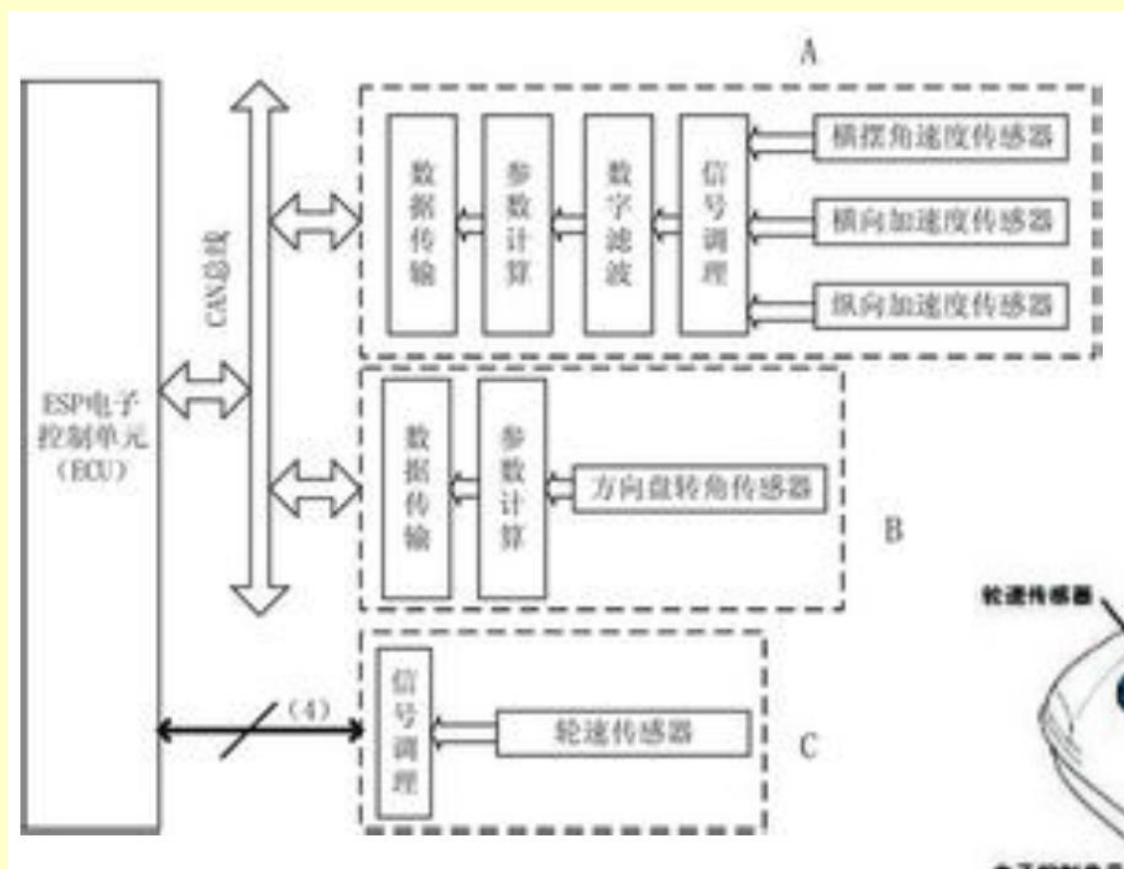 A
横摆角速度传感器
横向加速度传感器
纵向加速度传感器
信号调理
数字滤波
参数计算
数据传输
CAN总线
ESP电子
控制单元
(ECU)
数据传输
参数计算
方向盘转角传感器
B
轮速传感器
(4)
信号调理
轮速传感器
C